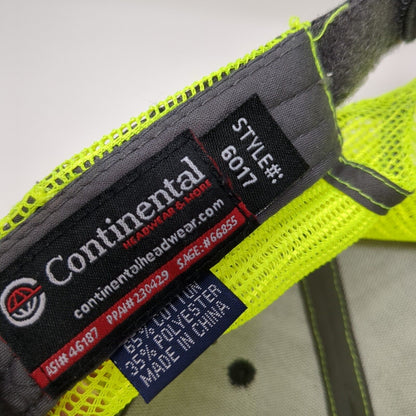 Continental
HEADWEAR & MORE
continentalheadwear.com
ASI# 46187 PPAI# 230429 SAGE# 66855
STYLE#:
6017
65% COTTON
35% POLYESTER
MADE IN CHINA